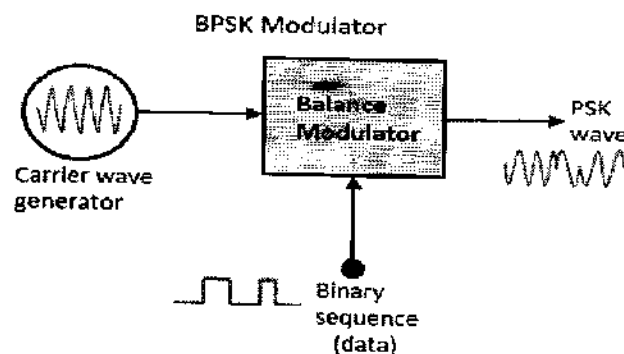 BPSK Modulator
Balance
Modulator
PSK
wave
Carrier wave
generator
Binary
sequence
(data)